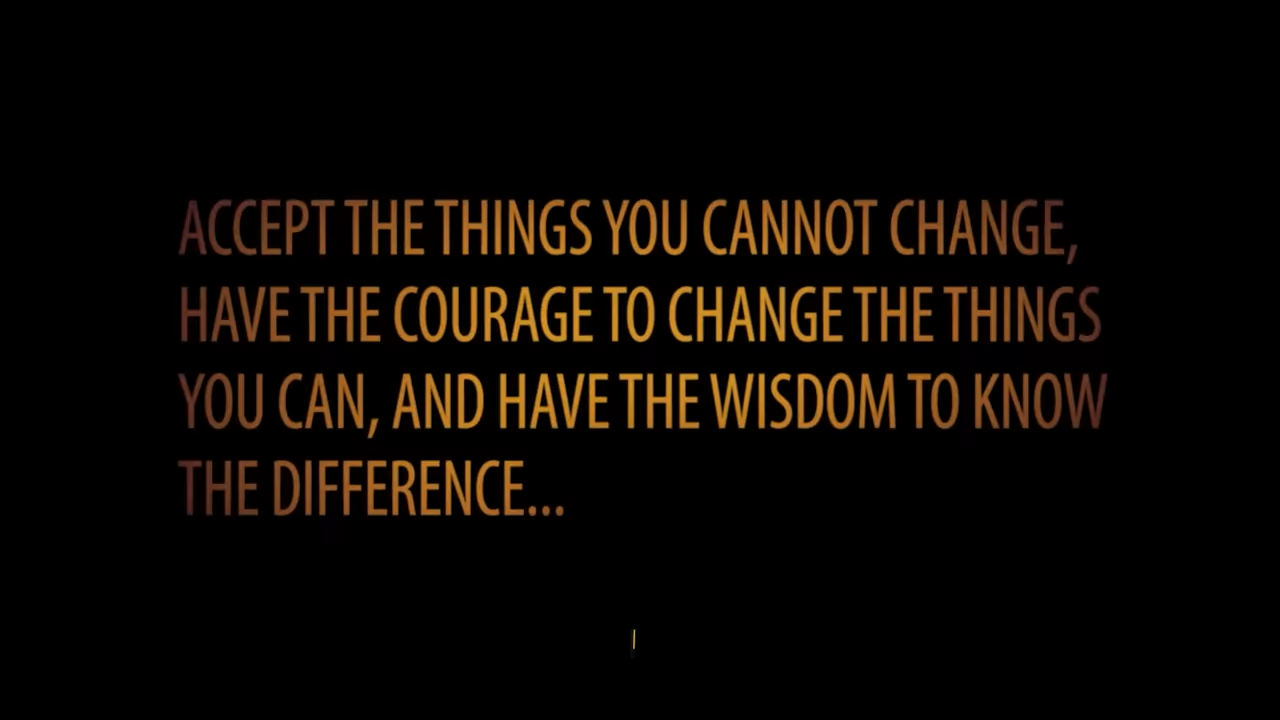 ACCEPT THE THINGS YOU CANNOT CHANGE,
HAVE THE COURAGE TO CHANGE THE THINGS
YOU CAN, AND HAVE THE WISDOM TO KNOW
THE DIFFERENCE...